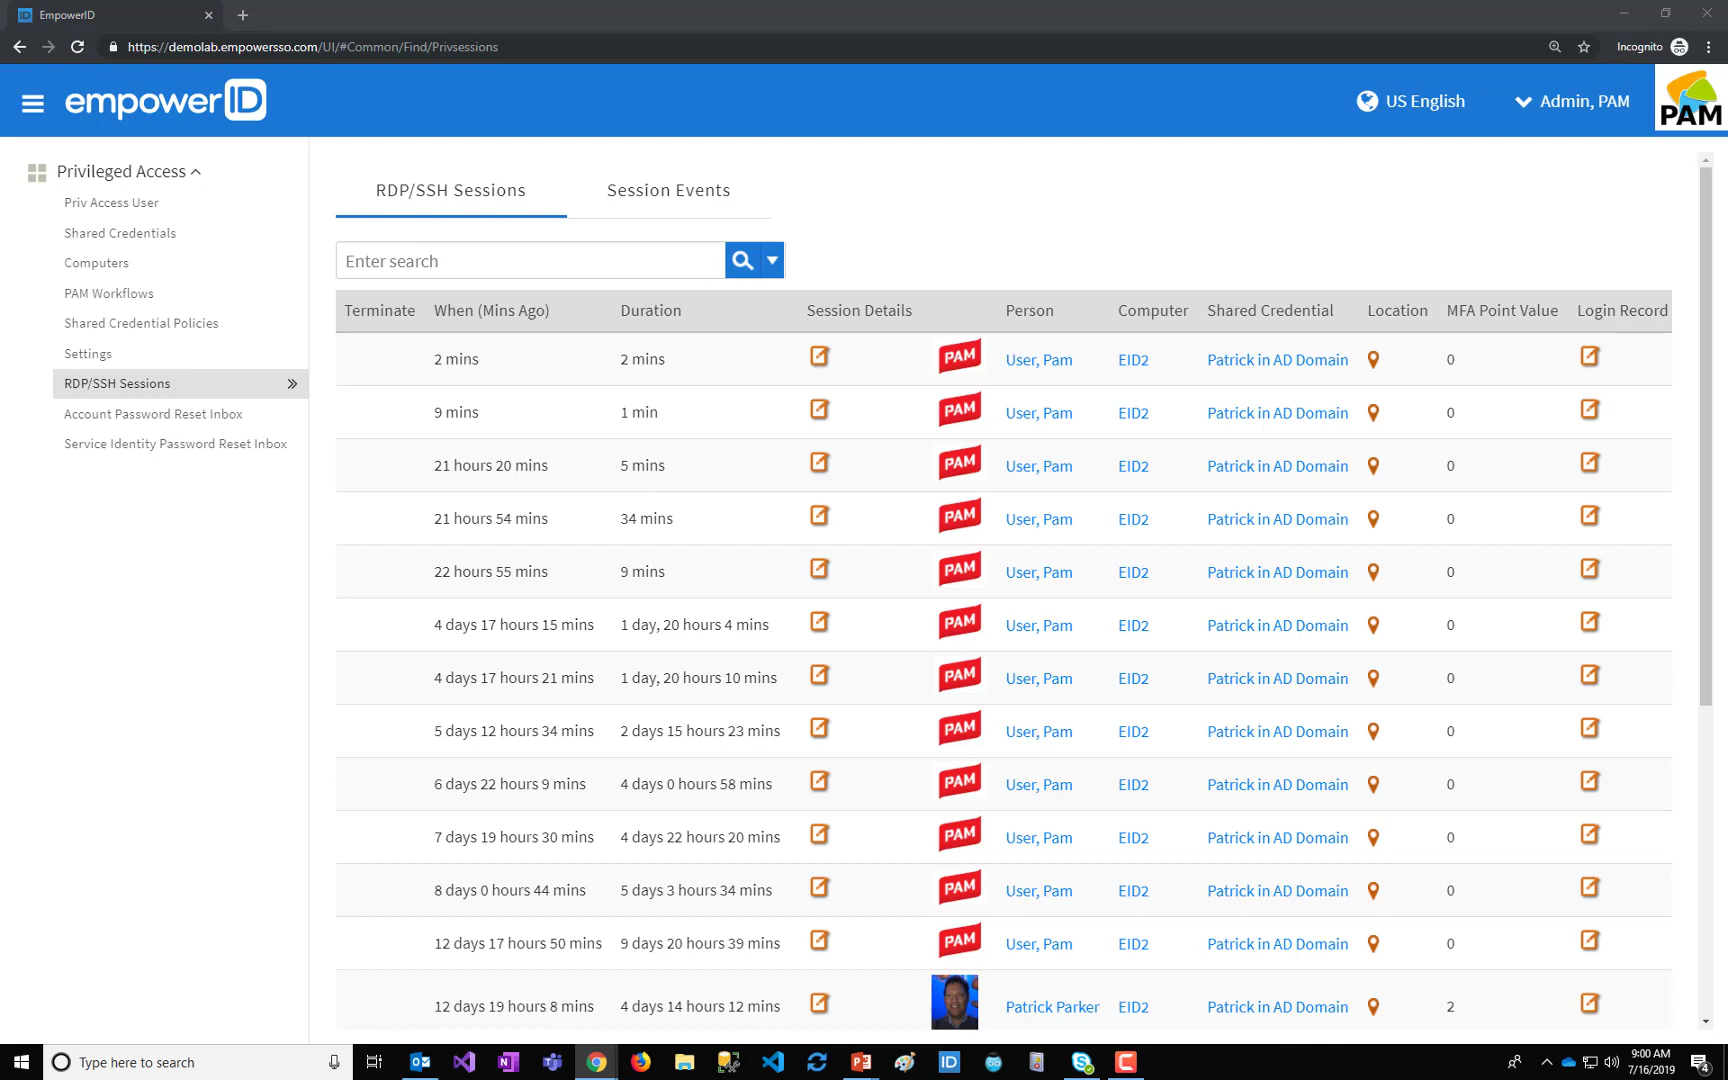 EmpowerID
https://demolab.empowersso.com/UI/#Common/Find/Privsessions
Incognito
empowerID
US English
Admin, PAM
PAM
Privileged Access
Priv Access User
Shared Credentials
Computers
PAM Workflows
Shared Credential Policies
Settings
RDP/SSH Sessions
Account Password Reset Inbox
Service Identity Password Reset Inbox
RDP/SSH Sessions Session Events
Enter search
Terminate When (Mins Ago) Duration Session Details Person Computer Shared Credential Location MFA Point Value Login Record
2 mins 2 mins PAM User, Pam EID2 Patrick in AD Domain 0
9 mins 1 min PAM User, Pam EID2 Patrick in AD Domain 0
21 hours 20 mins 5 mins PAM User, Pam EID2 Patrick in AD Domain 0
21 hours 54 mins 34 mins PAM User, Pam EID2 Patrick in AD Domain 0
22 hours 55 mins 9 mins PAM User, Pam EID2 Patrick in AD Domain 0
4 days 17 hours 15 mins 1 day, 20 hours 4 mins PAM User, Pam EID2 Patrick in AD Domain 0
4 days 17 hours 21 mins 1 day, 20 hours 10 mins PAM User, Pam EID2 Patrick in AD Domain 0
5 days 12 hours 34 mins 2 days 15 hours 23 mins PAM User, Pam EID2 Patrick in AD Domain 0
6 days 22 hours 9 mins 4 days 0 hours 58 mins PAM User, Pam EID2 Patrick in AD Domain 0
7 days 19 hours 30 mins 4 days 22 hours 20 mins PAM User, Pam EID2 Patrick in AD Domain 0
8 days 0 hours 44 mins 5 days 3 hours 34 mins PAM User, Pam EID2 Patrick in AD Domain 0
12 days 17 hours 50 mins 9 days 20 hours 39 mins PAM User, Pam EID2 Patrick in AD Domain 0
12 days 19 hours 8 mins 4 days 14 hours 12 mins Patrick Parker EID2 Patrick in AD Domain 2
Type here to search
9:00 AM
7/16/2019
4